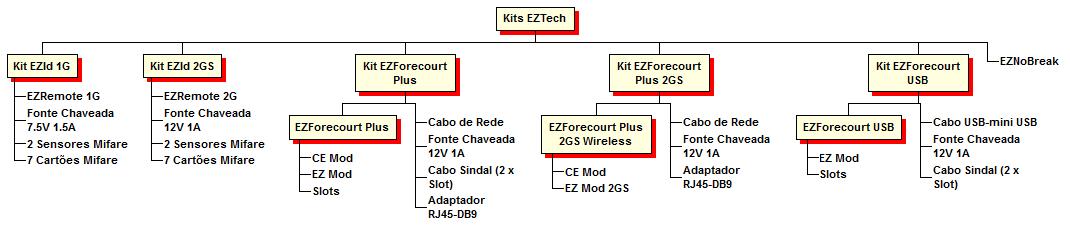 Kits EZTech
Kit EZId 1G
EZRemote 1G
Fonte Chaveada
7.5V 1.5A
2 Sensores Mifare
7 Cartões Mifare
Kit EZId 2GS
EZRemote 2G
Fonte Chaveada
12V 1A
2 Sensores Mifare
7 Cartões Mifare
Kit EZForecourt
Plus
EZForecourt Plus
CE Mod
EZ Mod
Slots
Cabo de Rede
Fonte Chaveada
12V 1A
Cabo Sindal (2 x
Slot)
Adaptador
RJ45-DB9
Kit EZForecourt
Plus 2GS
EZForecourt Plus
2GS Wireless
CE Mod
EZ Mod 2GS
Cabo de Rede
Fonte Chaveada
12V 1A
Adaptador
RJ45-DB9
Kit EZForecourt
USB
EZForecourt USB
EZ Mod
Slots
Cabo USB-mini USB
Fonte Chaveada
12V 1A
Cabo Sindal (2 x
Slot)
EZNoBreak